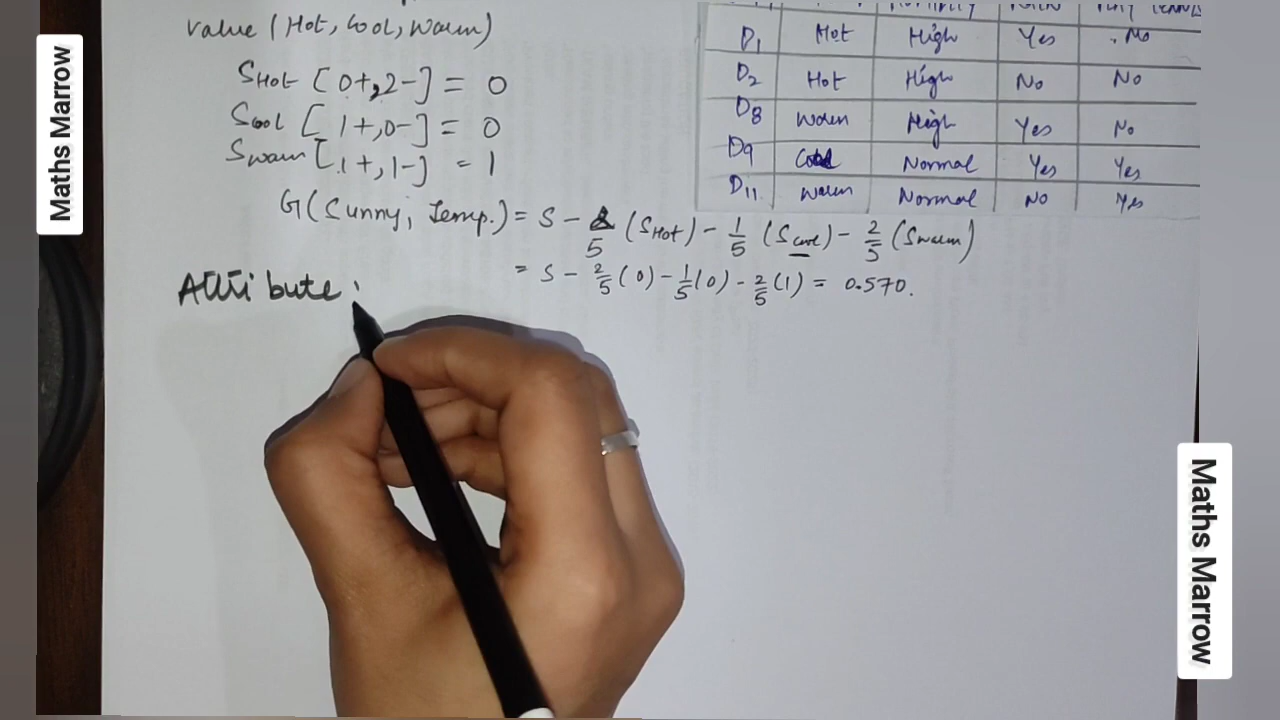 Value (Hot, Cool, Warm)
SHot [0+, 2-] = 0
SCool [1+, 0-] = 0
SWarm [1+, 1-] = 1
G(Sunny, Temp.) = S - 2/5 (SHot) - 1/5 (SCool) - 2/5 (SWarm)
= S - 2/5 (0) - 1/5 (0) - 2/5 (1) = 0.570.
Attribute :
D1 Hot High Yes No
D2 Hot High No No
D8 Warm High Yes No
D9 Cool Normal Yes Yes
D11 Warm Normal No Yes
Maths Marrow
Maths Marrow